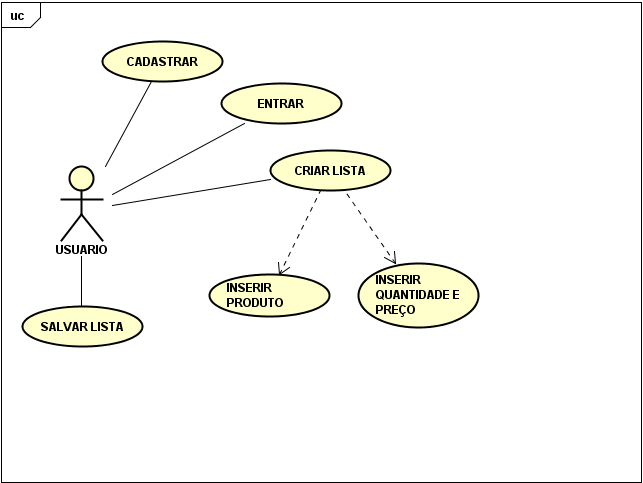 uc
CADASTRAR
ENTRAR
CRIAR LISTA
USUARIO
INSERIR
PRODUTO
INSERIR
QUANTIDADE E
PREÇO
SALVAR LISTA